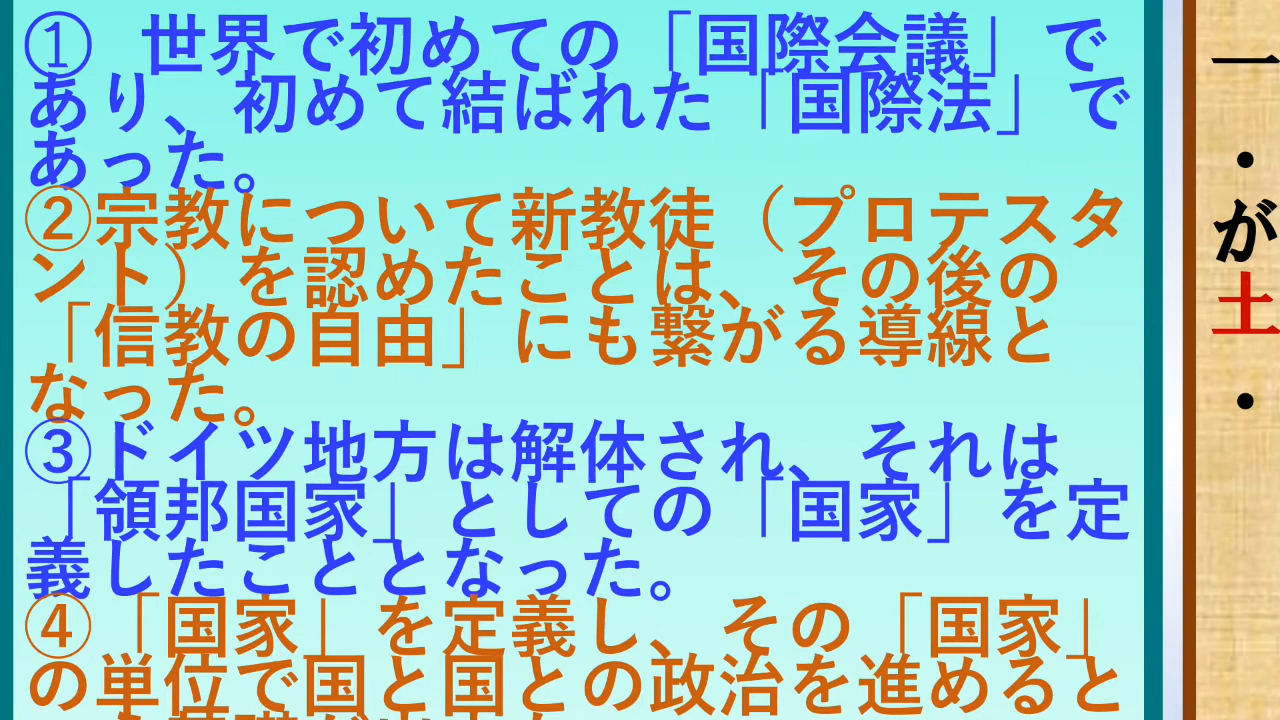 ① 世界で初めての「国際会議」で
あり、初めて結ばれた「国際法」で
あった。
②宗教について新教徒（プロテスタ
ント）を認めたことは、その後の
「信教の自由」にも繋がる導線と
なった。
③ドイツ地方は解体され、それは
「領邦国家」としての「国家」を定
義したこととなった。
④「国家」を定義し、その「国家」
の単位で国と国との政治を進めると
一・が土・